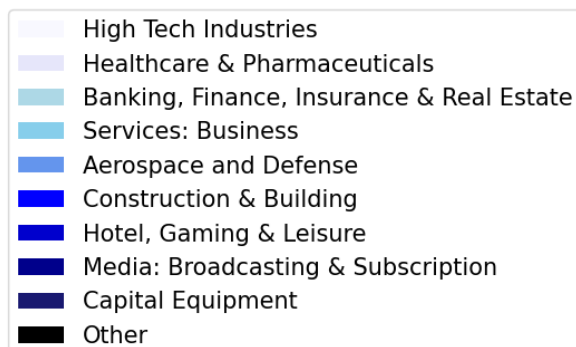 High Tech Industries
Healthcare & Pharmaceuticals
Banking, Finance, Insurance & Real Estate
Services: Business
Aerospace and Defense
Construction & Building
Hotel, Gaming & Leisure
Media: Broadcasting & Subscription
Capital Equipment
Other